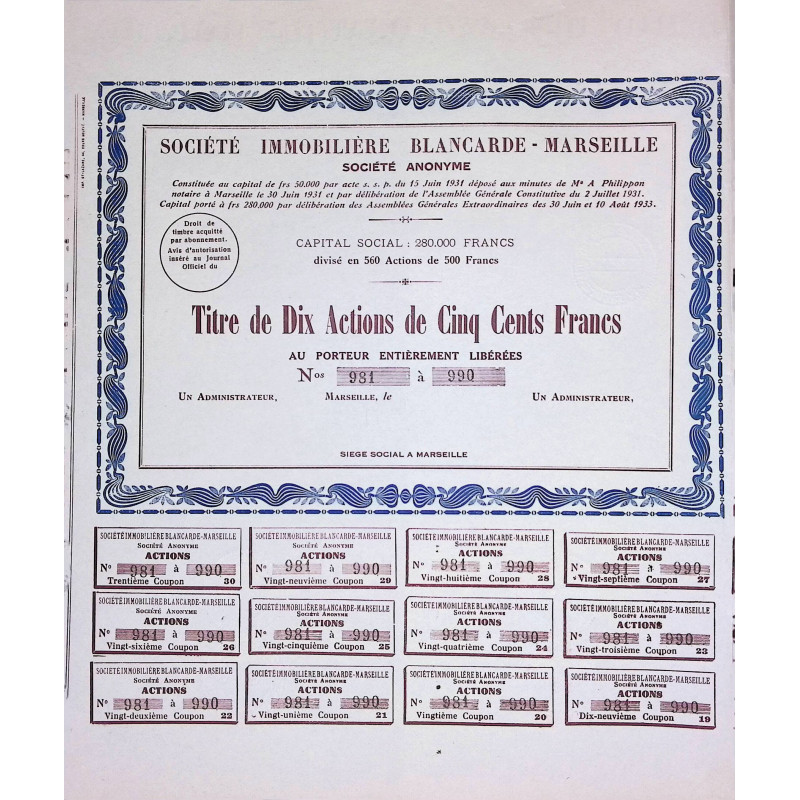 SOCIÉTÉ IMMOBILIÈRE BLANCARDE - MARSEILLE
SOCIÉTÉ ANONYME
Constituée au capital de frs 50.000 par acte s. s. p. du 15 Juin 1931 déposé aux minutes de Me A Philippon
notaire à Marseille le 30 Juin 1931 et par délibération de l'Assemblée Générale Constitutive du 2 Juillet 1931.
Capital porté à frs 280.000 par délibération des Assemblées Générales Extraordinaires des 30 Juin et 10 Août 1933.
Droit de
timbre acquitté
par abonnement.
Avis d'autorisation
inséré au Journal
Officiel du
CAPITAL SOCIAL : 280.000 FRANCS
divisé en 560 Actions de 500 Francs
Titre de Dix Actions de Cinq Cents Francs
AU PORTEUR ENTIÈREMENT LIBÉRÉES
Nos 981 à 990
UN ADMINISTRATEUR, MARSEILLE, le UN ADMINISTRATEUR,
SIEGE SOCIAL A MARSEILLE
SOCIÉTÉ IMMOBILIÈRE BLANCARDE-MARSEILLE
SOCIÉTÉ ANONYME
ACTIONS
No 981 à 990
Trentième Coupon 30
SOCIÉTÉ IMMOBILIÈRE BLANCARDE-MARSEILLE
SOCIÉTÉ ANONYME
ACTIONS
No 981 à 990
Vingt-neuvième Coupon 29
SOCIÉTÉ IMMOBILIÈRE BLANCARDE-MARSEILLE
SOCIÉTÉ ANONYME
ACTIONS
No 981 à 990
Vingt-huitième Coupon 28
SOCIÉTÉ IMMOBILIÈRE BLANCARDE-MARSEILLE
SOCIÉTÉ ANONYME
ACTIONS
No 981 à 990
Vingt-septième Coupon 27
SOCIÉTÉ IMMOBILIÈRE BLANCARDE-MARSEILLE
SOCIÉTÉ ANONYME
ACTIONS
No 981 à 990
Vingt-sixième Coupon 26
SOCIÉTÉ IMMOBILIÈRE BLANCARDE-MARSEILLE
SOCIÉTÉ ANONYME
ACTIONS
No 981 à 990
Vingt-cinquième Coupon 25
SOCIÉTÉ IMMOBILIÈRE BLANCARDE-MARSEILLE
SOCIÉTÉ ANONYME
ACTIONS
No 981 à 990
Vingt-quatrième Coupon 24
SOCIÉTÉ IMMOBILIÈRE BLANCARDE-MARSEILLE
SOCIÉTÉ ANONYME
ACTIONS
No 981 à 990
Vingt-troisième Coupon 23
SOCIÉTÉ IMMOBILIÈRE BLANCARDE-MARSEILLE
SOCIÉTÉ ANONYME
ACTIONS
No 981 à 990
Vingt-deuxième Coupon 22
SOCIÉTÉ IMMOBILIÈRE BLANCARDE-MARSEILLE
SOCIÉTÉ ANONYME
ACTIONS
No 981 à 990
Vingt-unième Coupon 21
SOCIÉTÉ IMMOBILIÈRE BLANCARDE-MARSEILLE
SOCIÉTÉ ANONYME
ACTIONS
No 981 à 990
Vingtième Coupon 20
SOCIÉTÉ IMMOBILIÈRE BLANCARDE-MARSEILLE
SOCIÉTÉ ANONYME
ACTIONS
No 981 à 990
Dix-neuvième Coupon 19